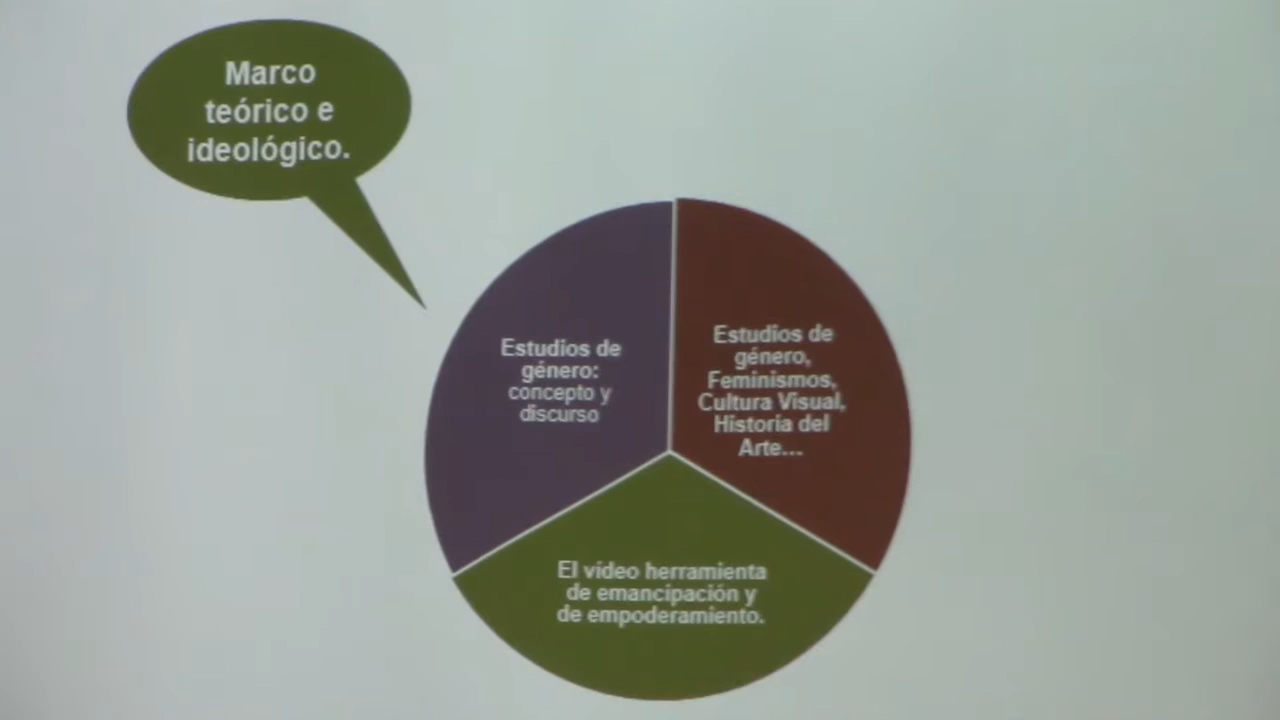 Marco
teórico e
ideológico.
Estudios de
género:
concepto y
discurso
Estudios de
género,
Feminismos,
Cultura Visual,
Historia del
Arte...
El video herramienta
de emancipación y
de empoderamiento.